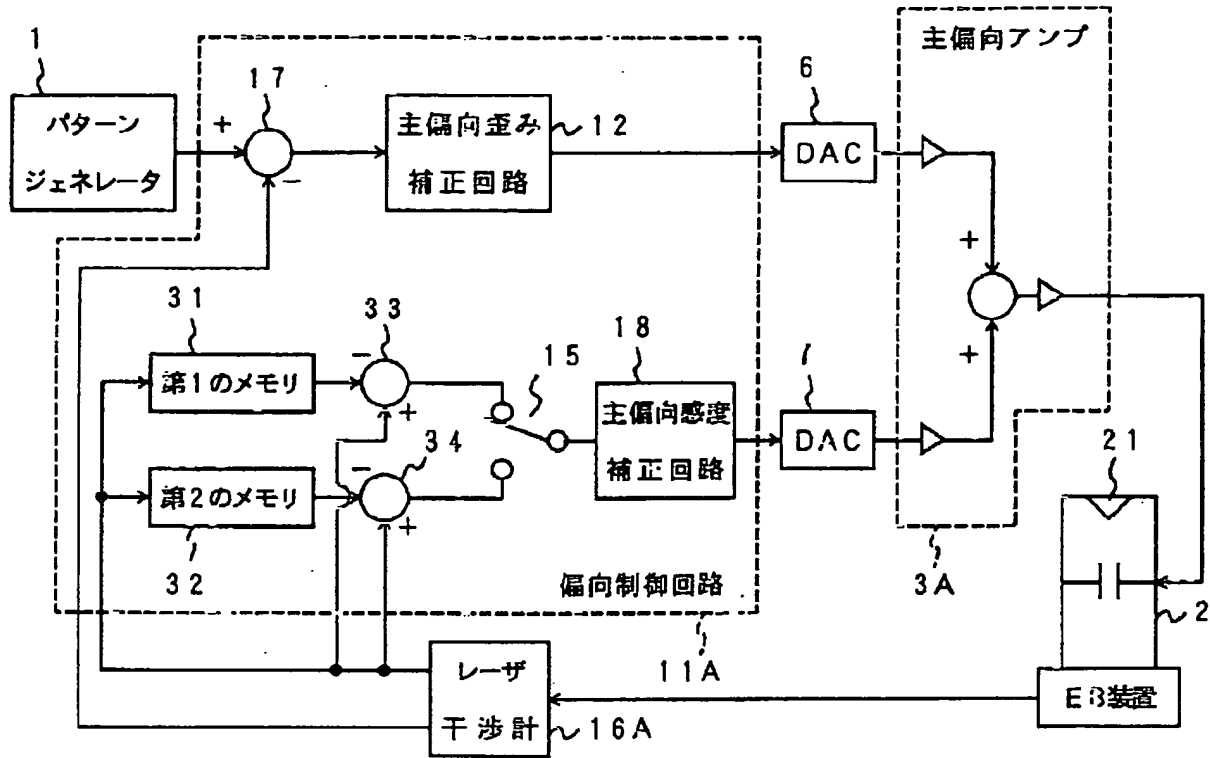 1
パターン
ジェネレータ
+
17
-
主偏向歪み
補正回路
12
6
DAC
主偏向アンプ
+
+
31
第1のメモリ
第2のメモリ
32
33
-
+
34
-
+
15
18
主偏向感度
補正回路
DAC
21
3A
2
偏向制御回路
11A
レーザ
干渉計
16A
EB装置